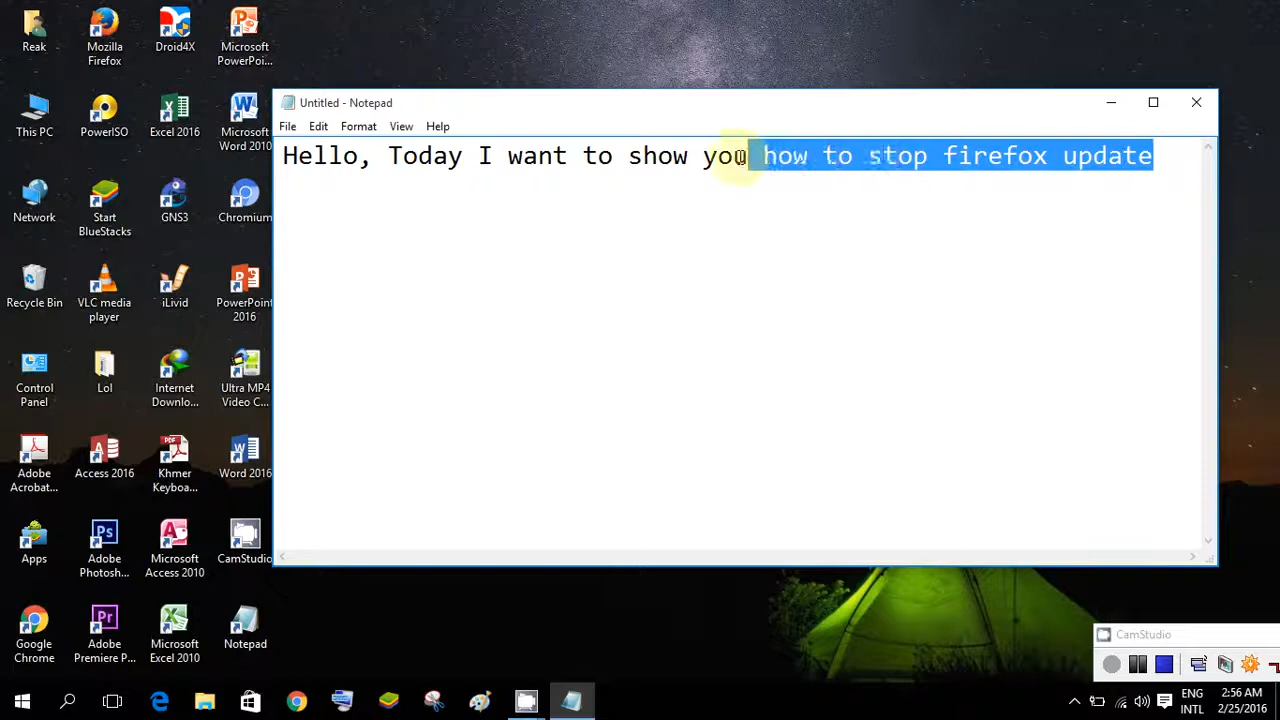 Reak
Mozilla
Firefox
Droid4X
Microsoft
PowerPoi...
This PC
PowerISO
Excel 2016
Microsoft
Word 2010
Network
Start
BlueStacks
GNS3
Chromium
Recycle Bin
VLC media
player
iLivid
PowerPoint
2016
Control
Panel
Lol
Internet
Downlo...
Ultra MP4
Video C...
Adobe
Acrobat...
Access 2016
Khmer
Keyboa...
Word 2016
Apps
Adobe
Photosh...
Microsoft
Access 2010
CamStudio
Google
Chrome
Adobe
Premiere P...
Microsoft
Excel 2010
Notepad
Untitled - Notepad
File Edit Format View Help
Hello, Today I want to show you how to stop firefox update
CamStudio
ENG
INTL
2:56 AM
2/25/2016